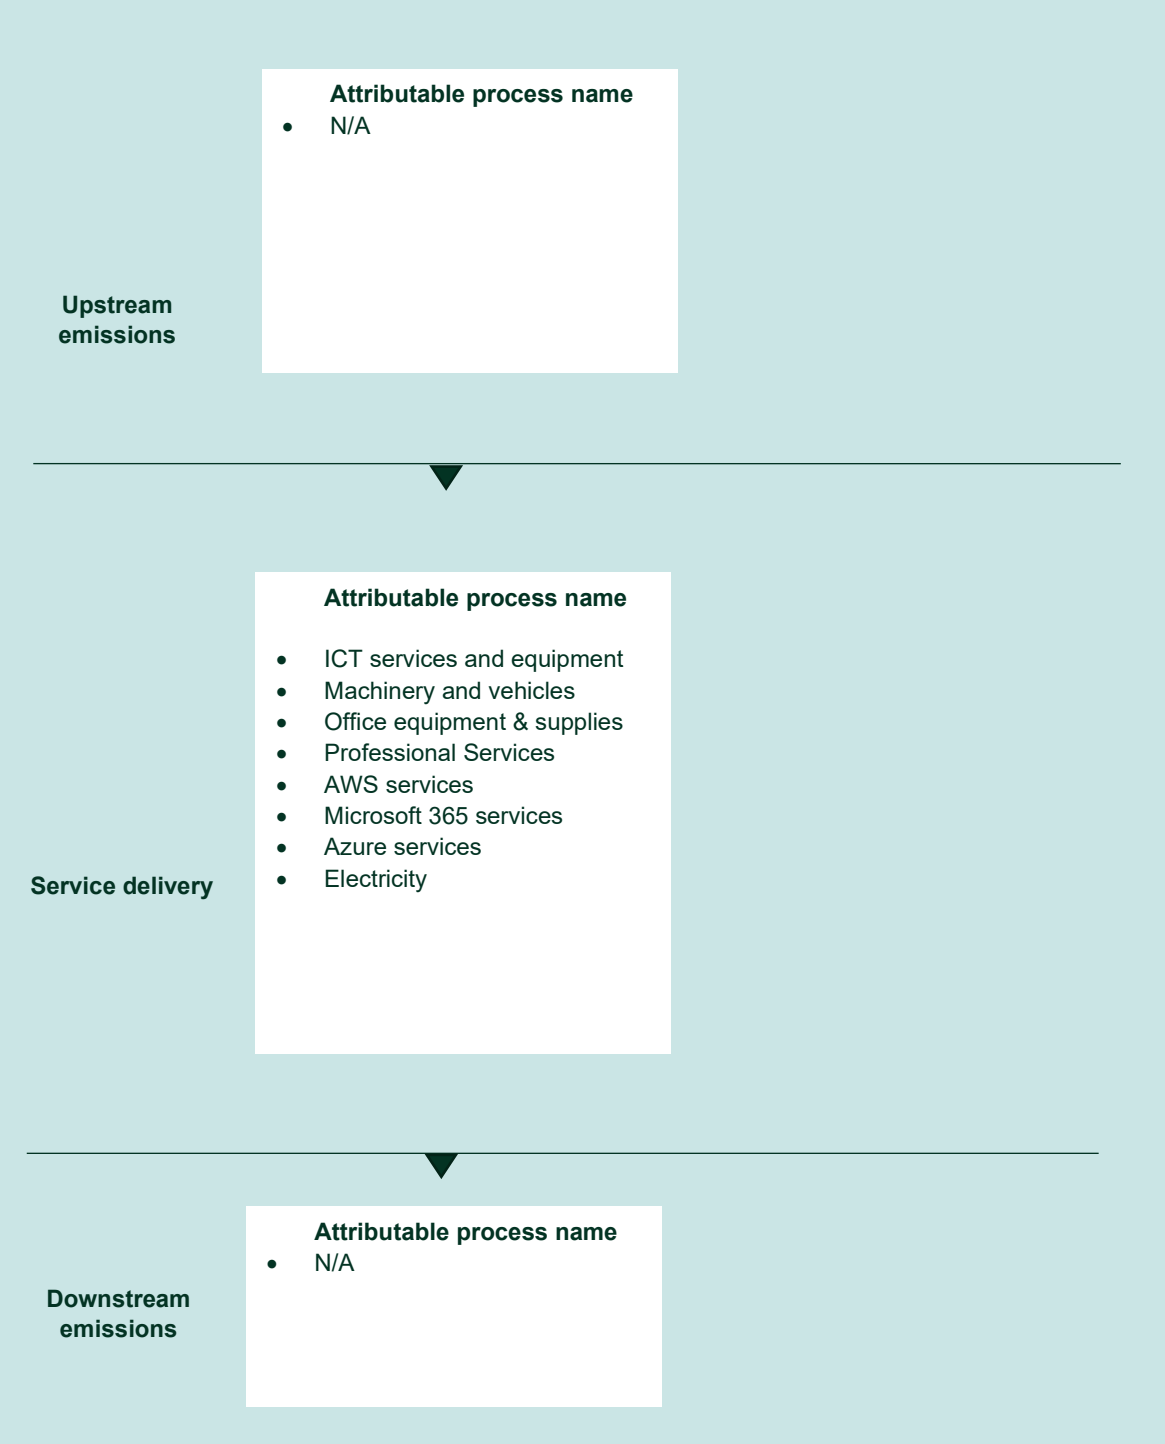 Attributable process name
• N/A
Upstream
emissions
Attributable process name
• ICT services and equipment
• Machinery and vehicles
• Office equipment & supplies
• Professional Services
• AWS services
• Microsoft 365 services
• Azure services
• Electricity
Service delivery
Attributable process name
• N/A
Downstream
emissions